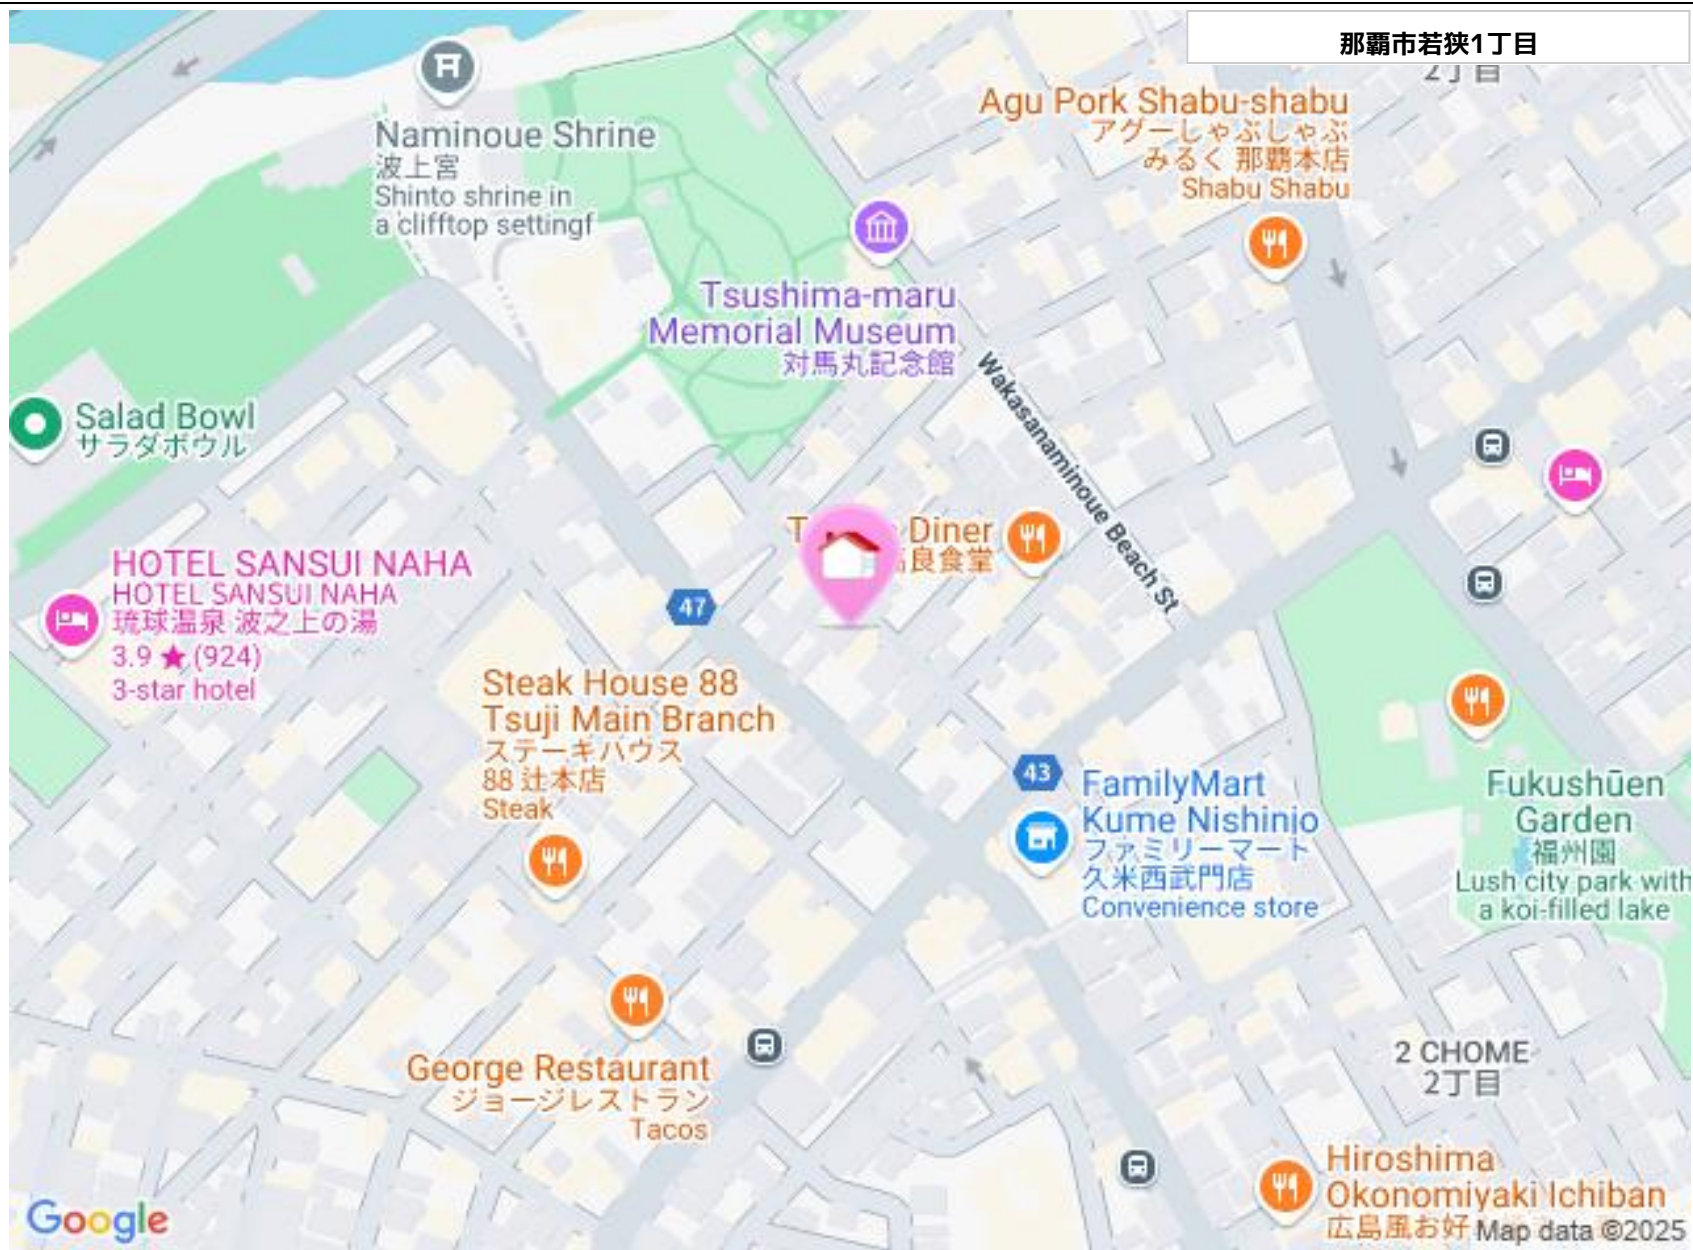 那覇市若狭1丁目
2丁目
Agu Pork Shabu-shabu
アグーしゃぶしゃぶ
みるく 那覇本店
Shabu Shabu
Naminoue Shrine
波上宮
Shinto shrine in
a clifftop settingf
Tsushima-maru
Memorial Museum
対馬丸記念館
Wakasanaminoue Beach St
Salad Bowl
サラダボウル
Diner
良食堂
HOTEL SANSUI NAHA
HOTEL SANSUI NAHA
琉球温泉 波之上の湯
3.9 ★ (924)
3-star hotel
47
Steak House 88
Tsuji Main Branch
ステーキハウス
88 辻本店
Steak
43
FamilyMart
Kume Nishinjo
ファミリーマート
久米西武門店
Convenience store
Fukushūen
Garden
福州園
Lush city park with
a koi-filled lake
George Restaurant
ジョージレストラン
Tacos
2 CHOME
2丁目
Hiroshima
Okonomiyaki Ichiban
広島風お好
Google
Map data ©2025